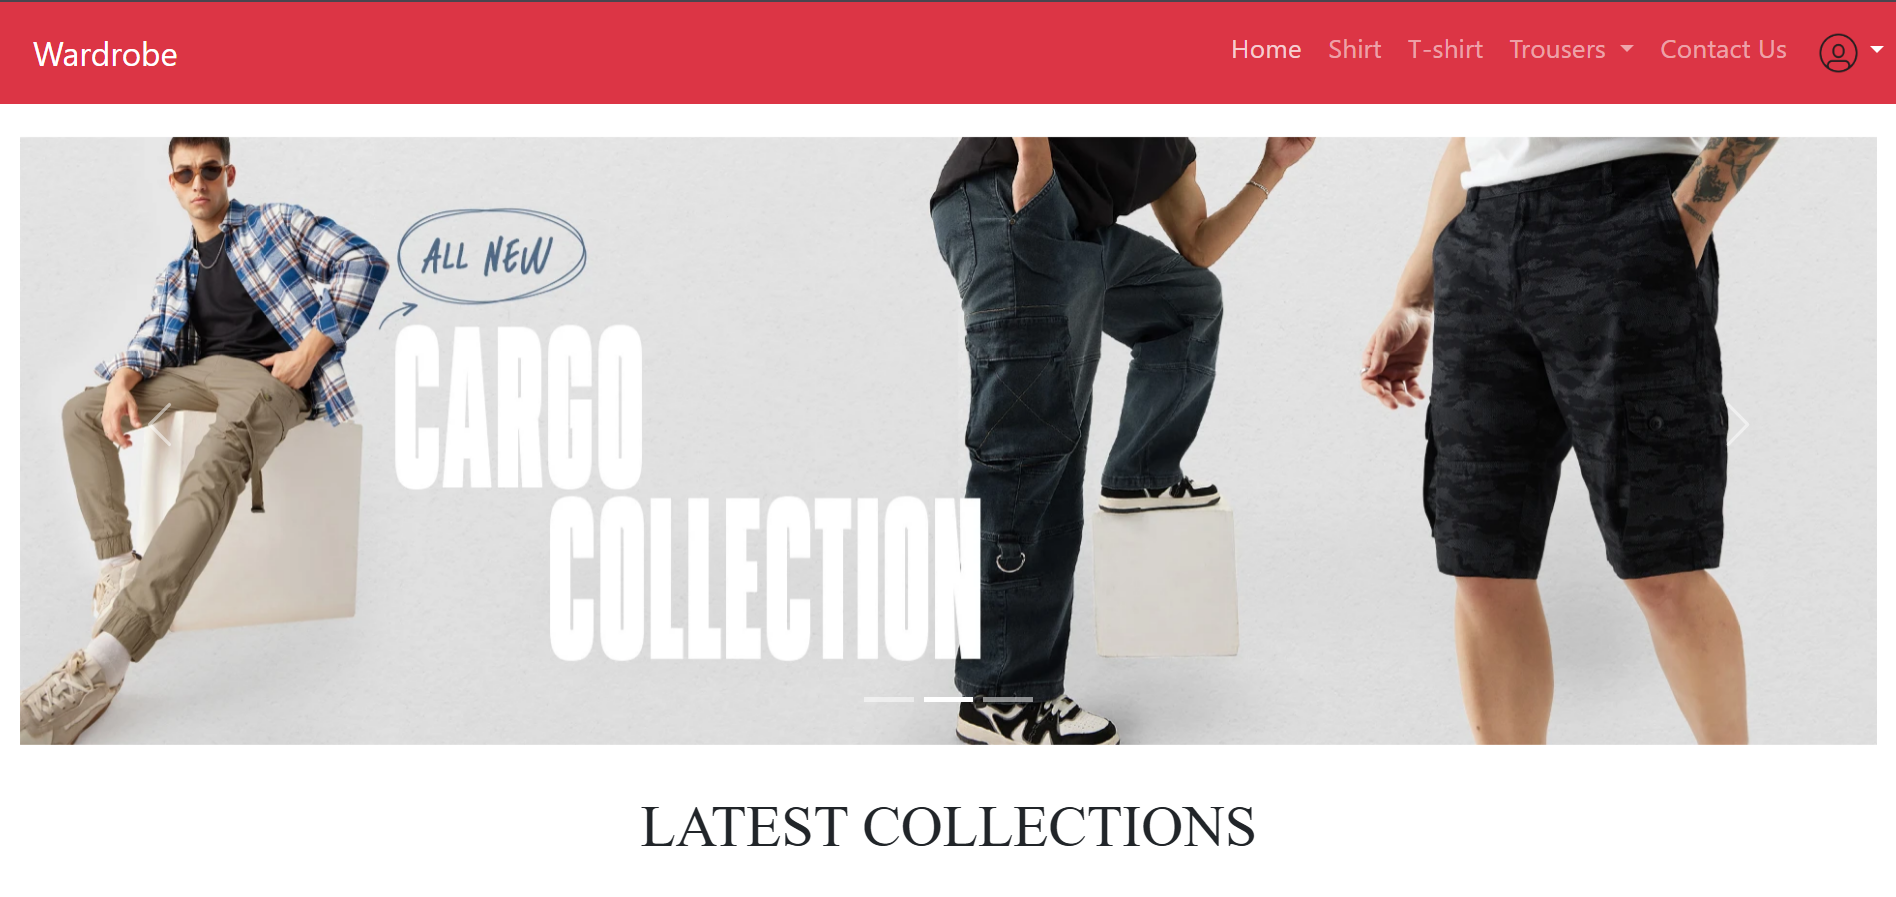 Wardrobe
Home Shirt T-shirt Trousers Contact Us
ALL NEW
CARGO
COLLECTION
LATEST COLLECTIONS